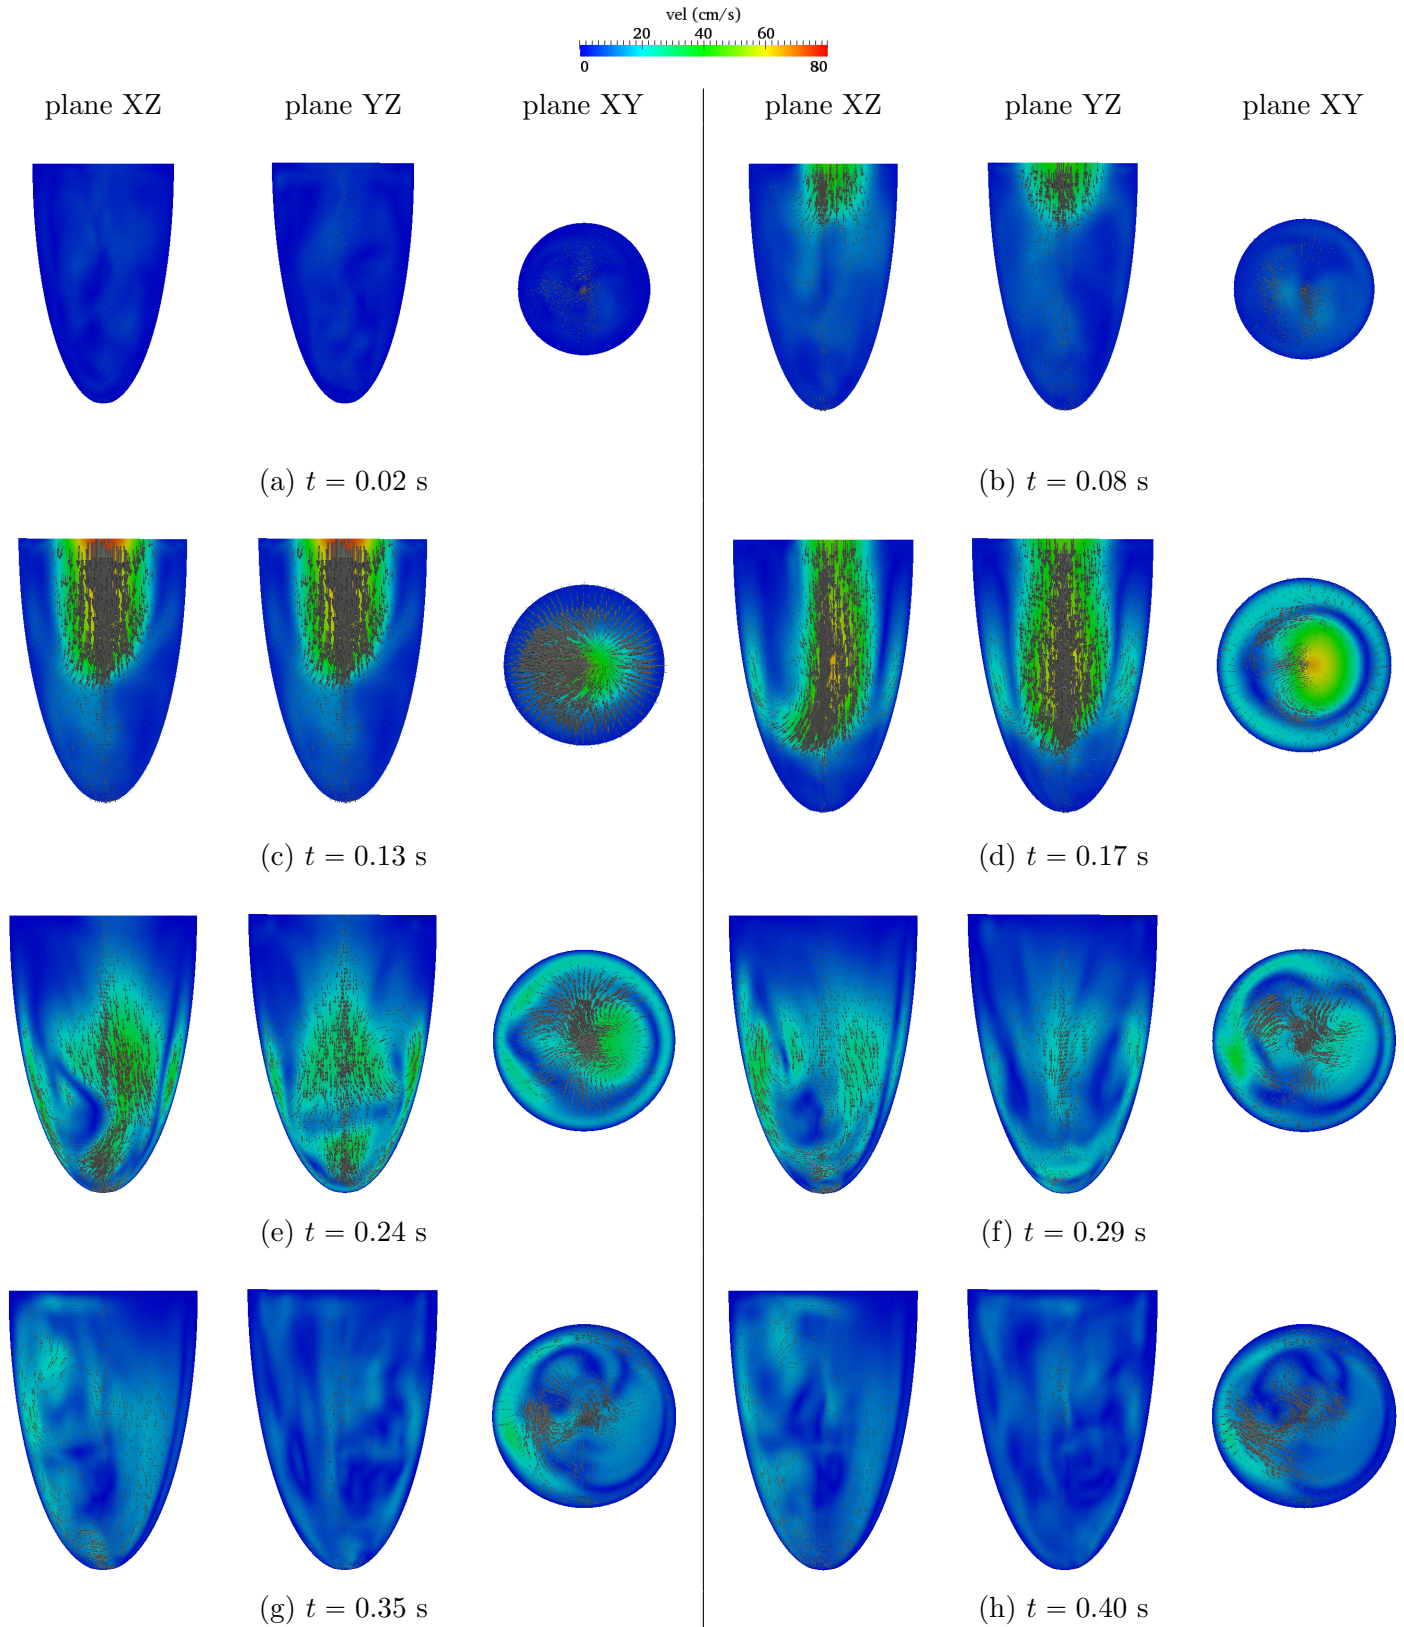 vel (cm/s)
20 40 60
0 80
plane XZ plane YZ plane XY plane XZ plane YZ plane XY
(a) t = 0.02 s (b) t = 0.08 s
(c) t = 0.13 s (d) t = 0.17 s
(e) t = 0.24 s (f) t = 0.29 s
(g) t = 0.35 s (h) t = 0.40 s